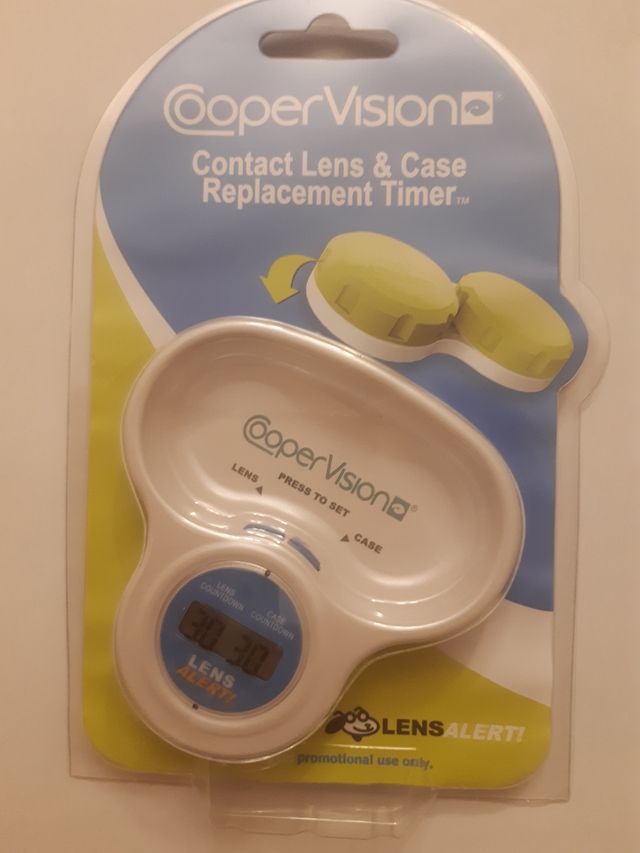 CooperVision®
Contact Lens & Case
Replacement Timer™
CooperVision®
LENS
PRESS TO SET
CASE
LENS
COUNTDOWN
CASE
COUNTDOWN
30 30
LENS
ALERT!
LENSALERT!
promotional use only.